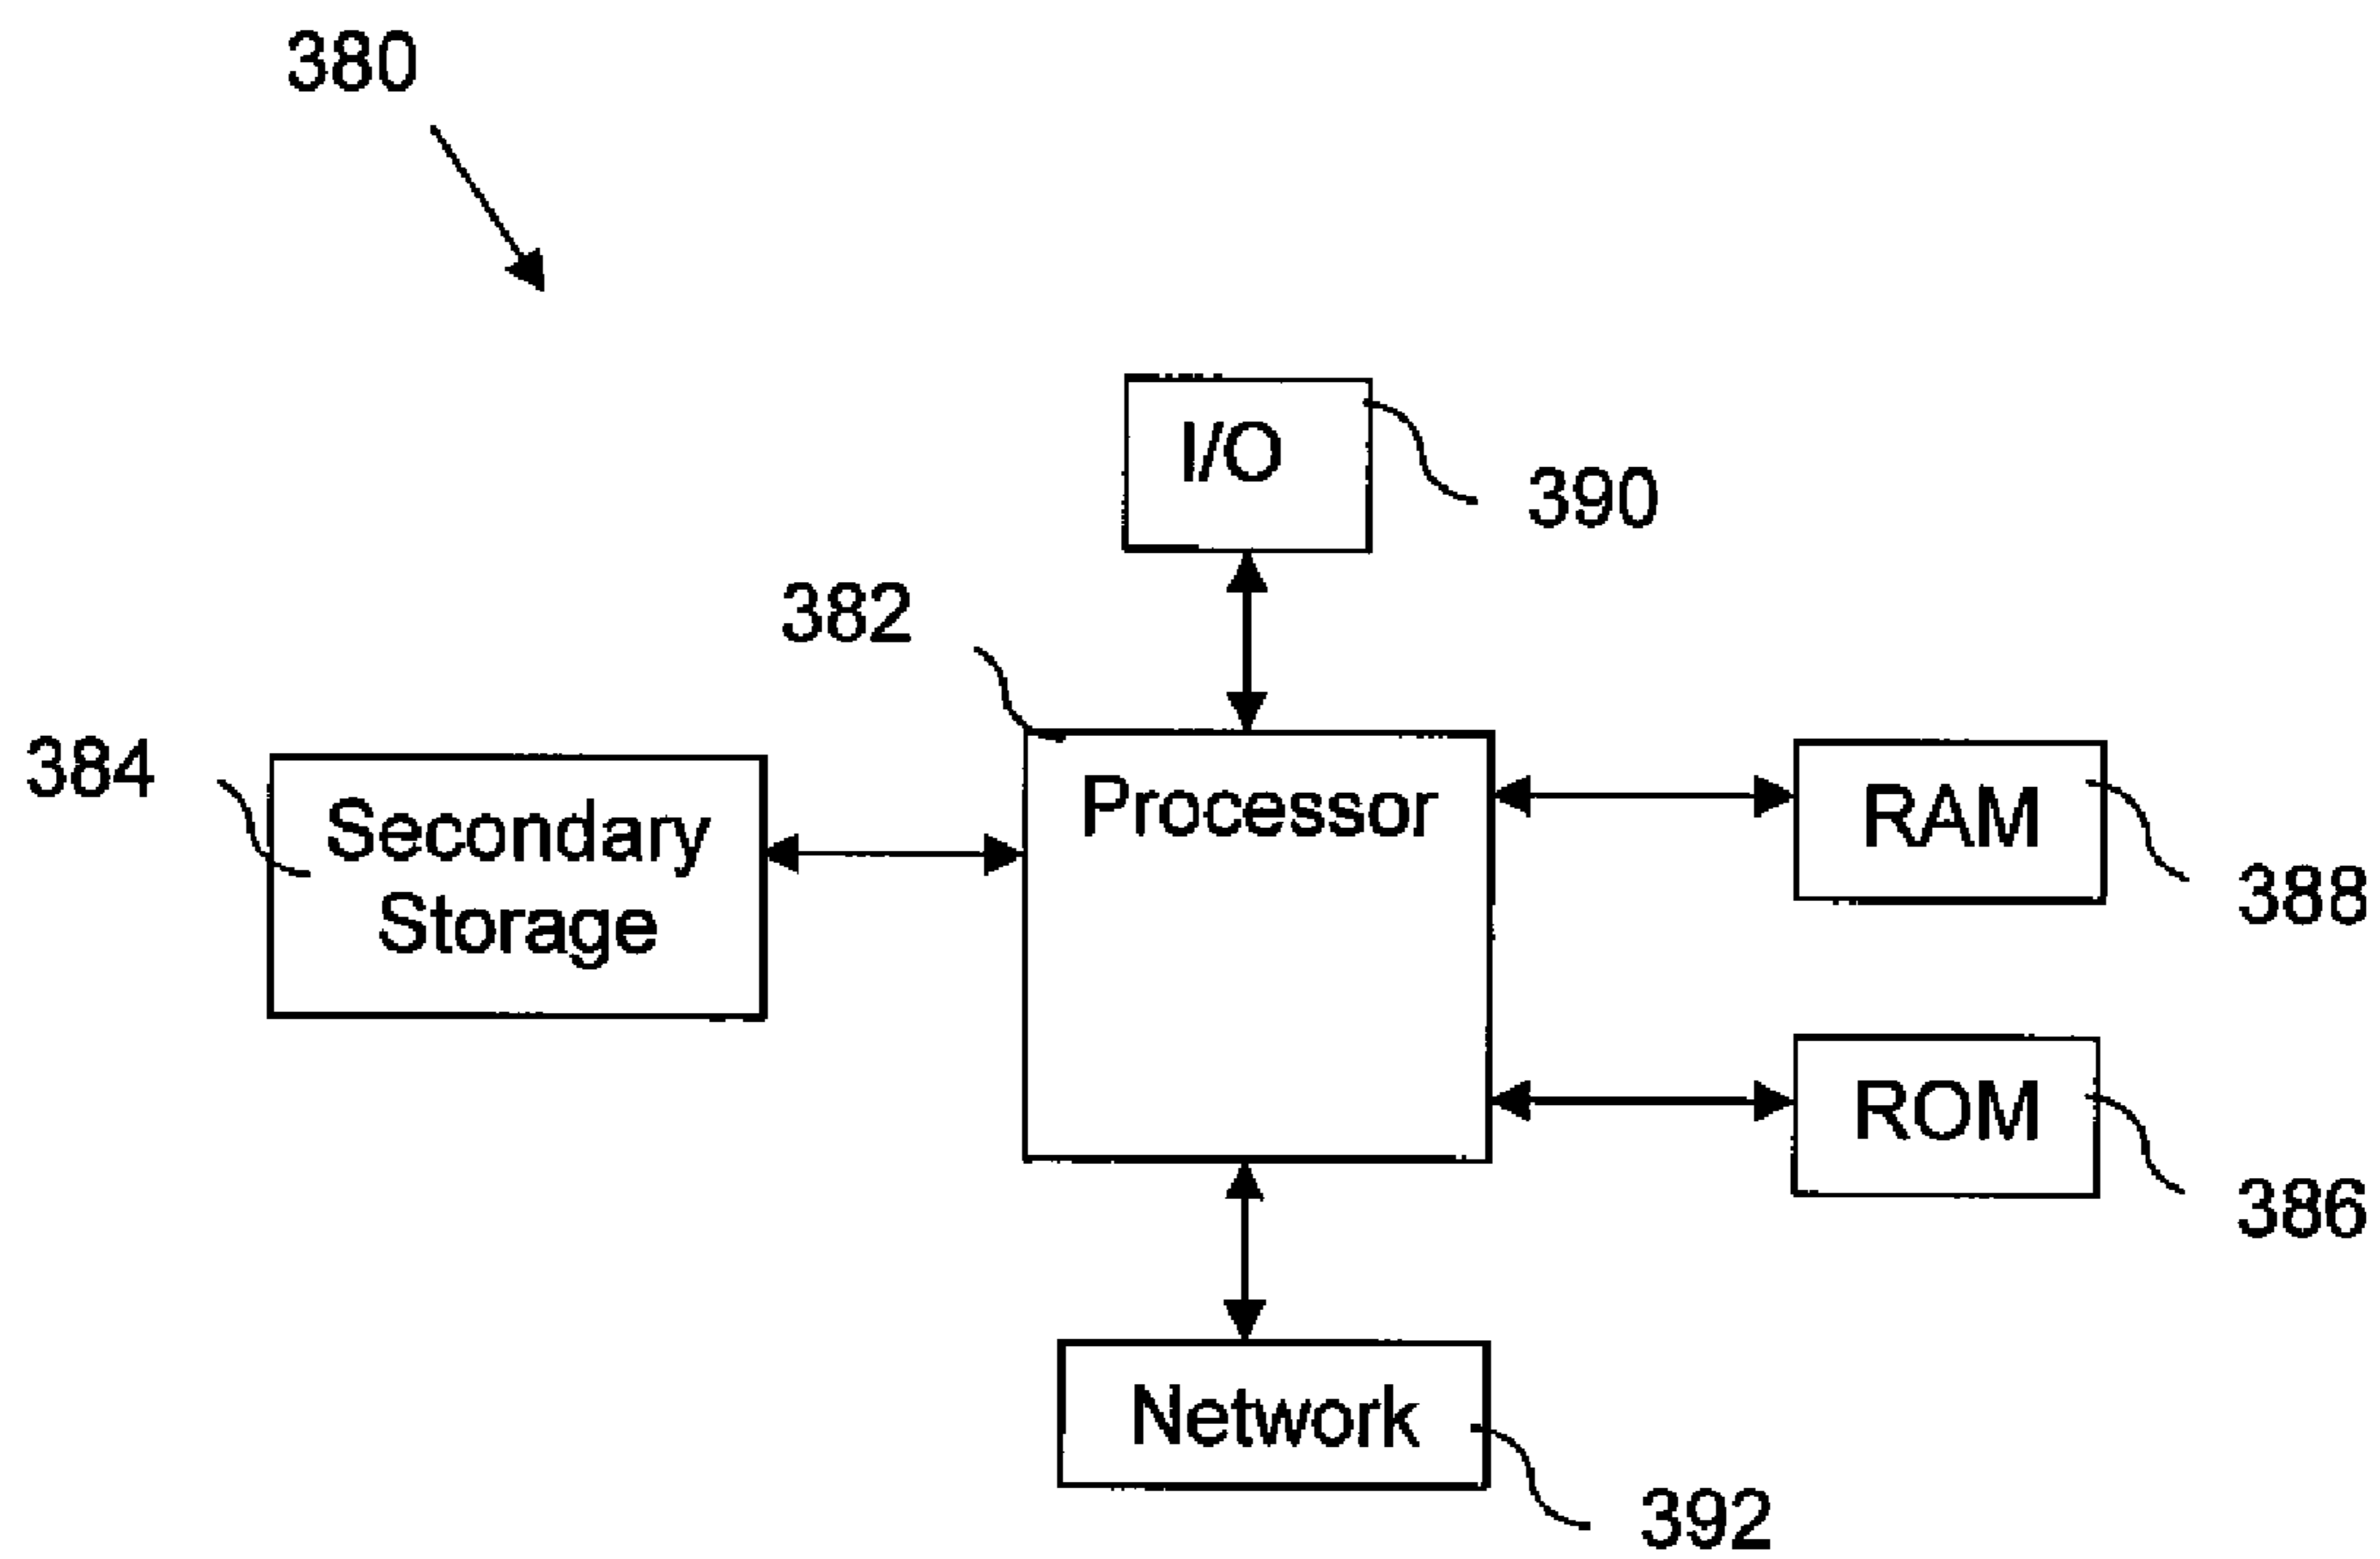 380
I/O
390
382
384
Secondary
Storage
Processor
RAM
388
ROM
386
Network
392